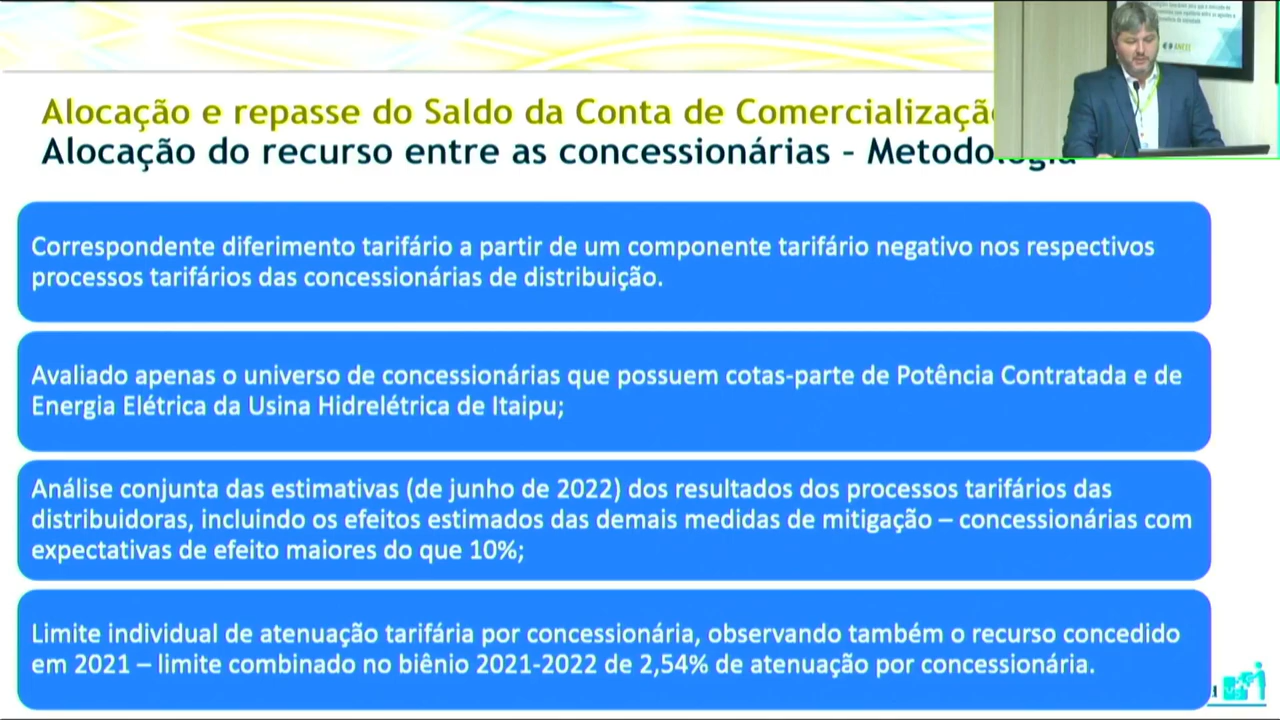 Alocação e repasse do Saldo da Conta de Comercialização
Alocação do recurso entre as concessionárias - Metodologia
Correspondente diferimento tarifário a partir de um componente tarifário negativo nos respectivos
processos tarifários das concessionárias de distribuição.
Avaliado apenas o universo de concessionárias que possuem cotas-parte de Potência Contratada e de
Energia Elétrica da Usina Hidrelétrica de Itaipu;
Análise conjunta das estimativas (de junho de 2022) dos resultados dos processos tarifários das
distribuidoras, incluindo os efeitos estimados das demais medidas de mitigação – concessionárias com
expectativas de efeito maiores do que 10%;
Limite individual de atenuação tarifária por concessionária, observando também o recurso concedido
em 2021 – limite combinado no biênio 2021-2022 de 2,54% de atenuação por concessionária.